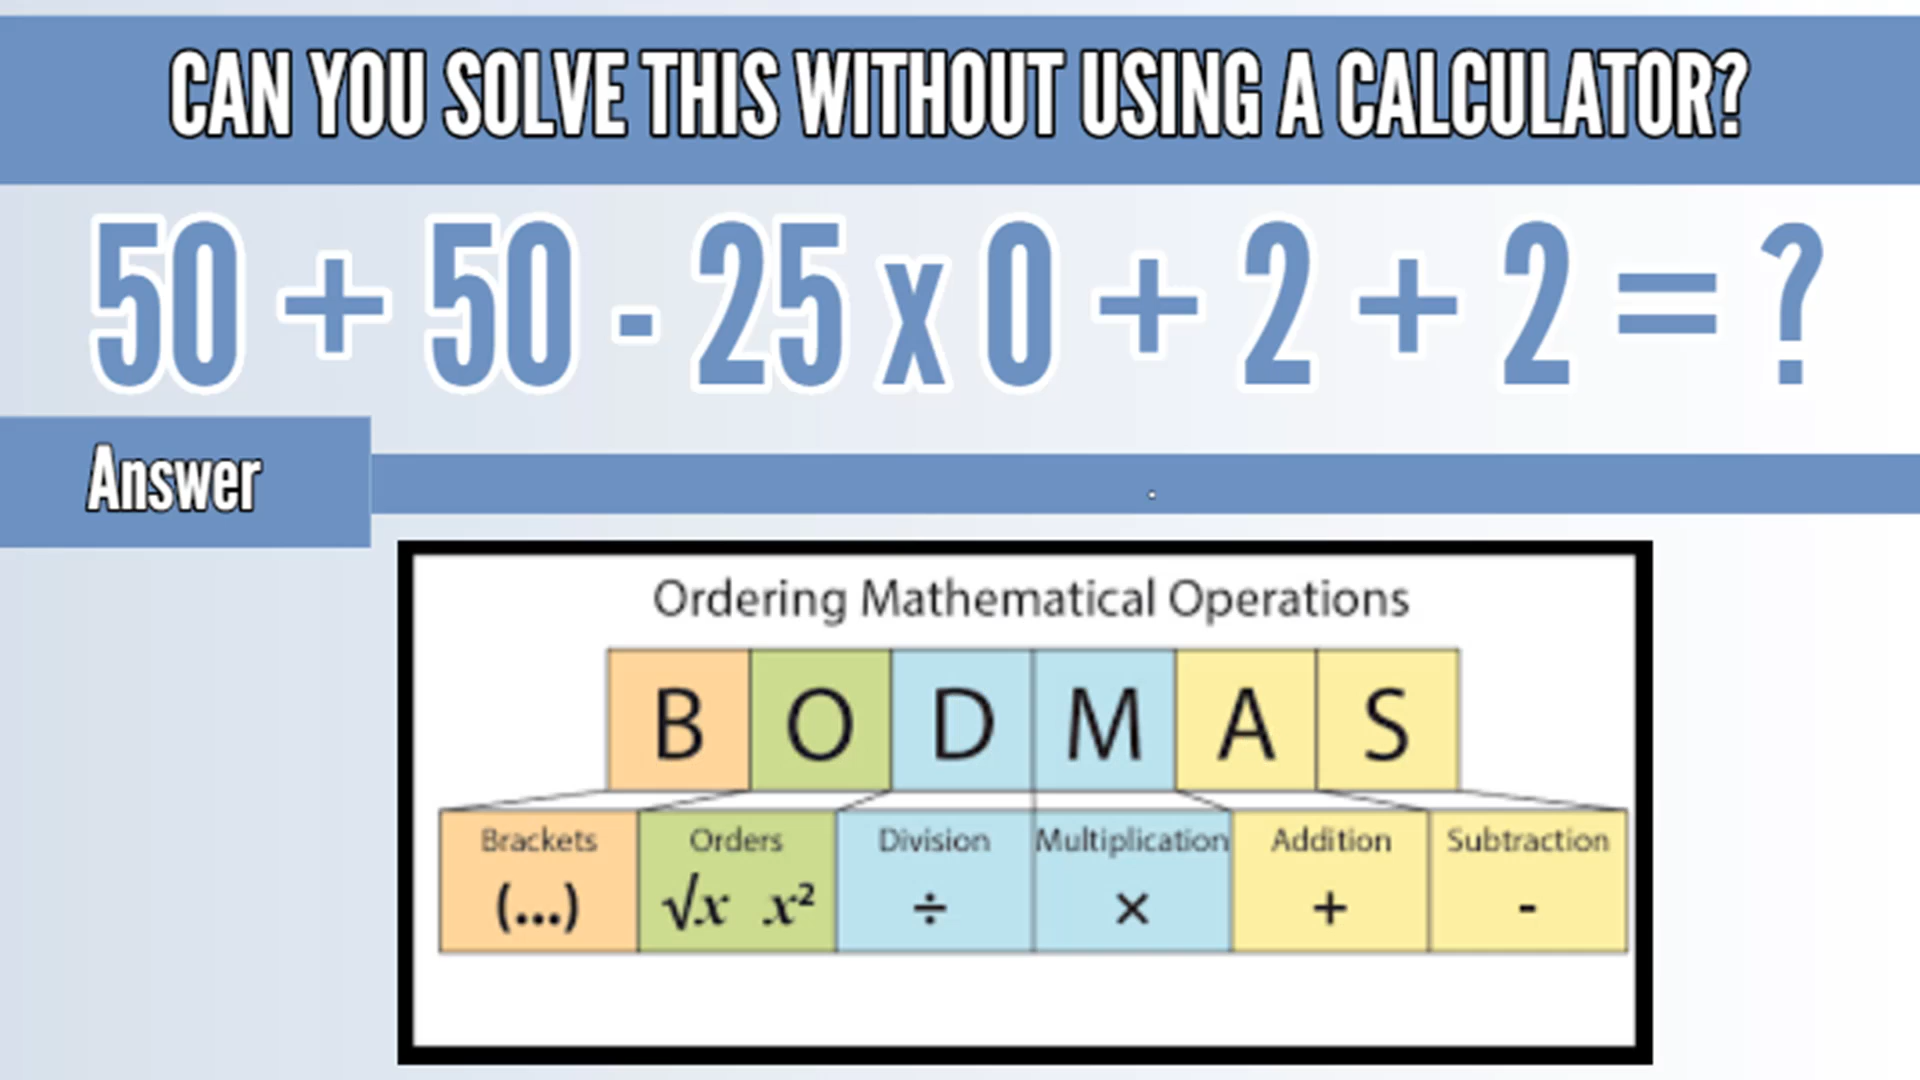 CAN YOU SOLVE THIS WITHOUT USING A CALCULATOR?
50 + 50 - 25 x 0 + 2 + 2 = ?
Answer
Ordering Mathematical Operations
B O D M A S
Brackets Orders Division Multiplication Addition Subtraction
(...) √x x² ÷ × + -